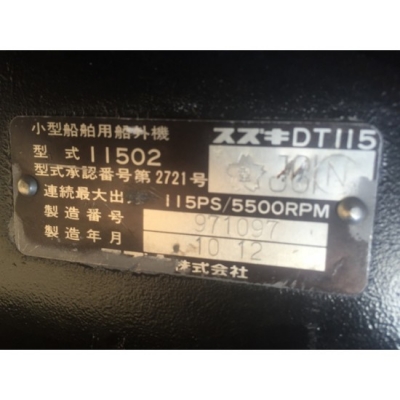 小型船舶用船外機 スズキDT115
型式 11502
型式承認番号第2721号
連続最大出 115PS/5500RPM
製造番号 971097
製造年月 10 12
株式会社